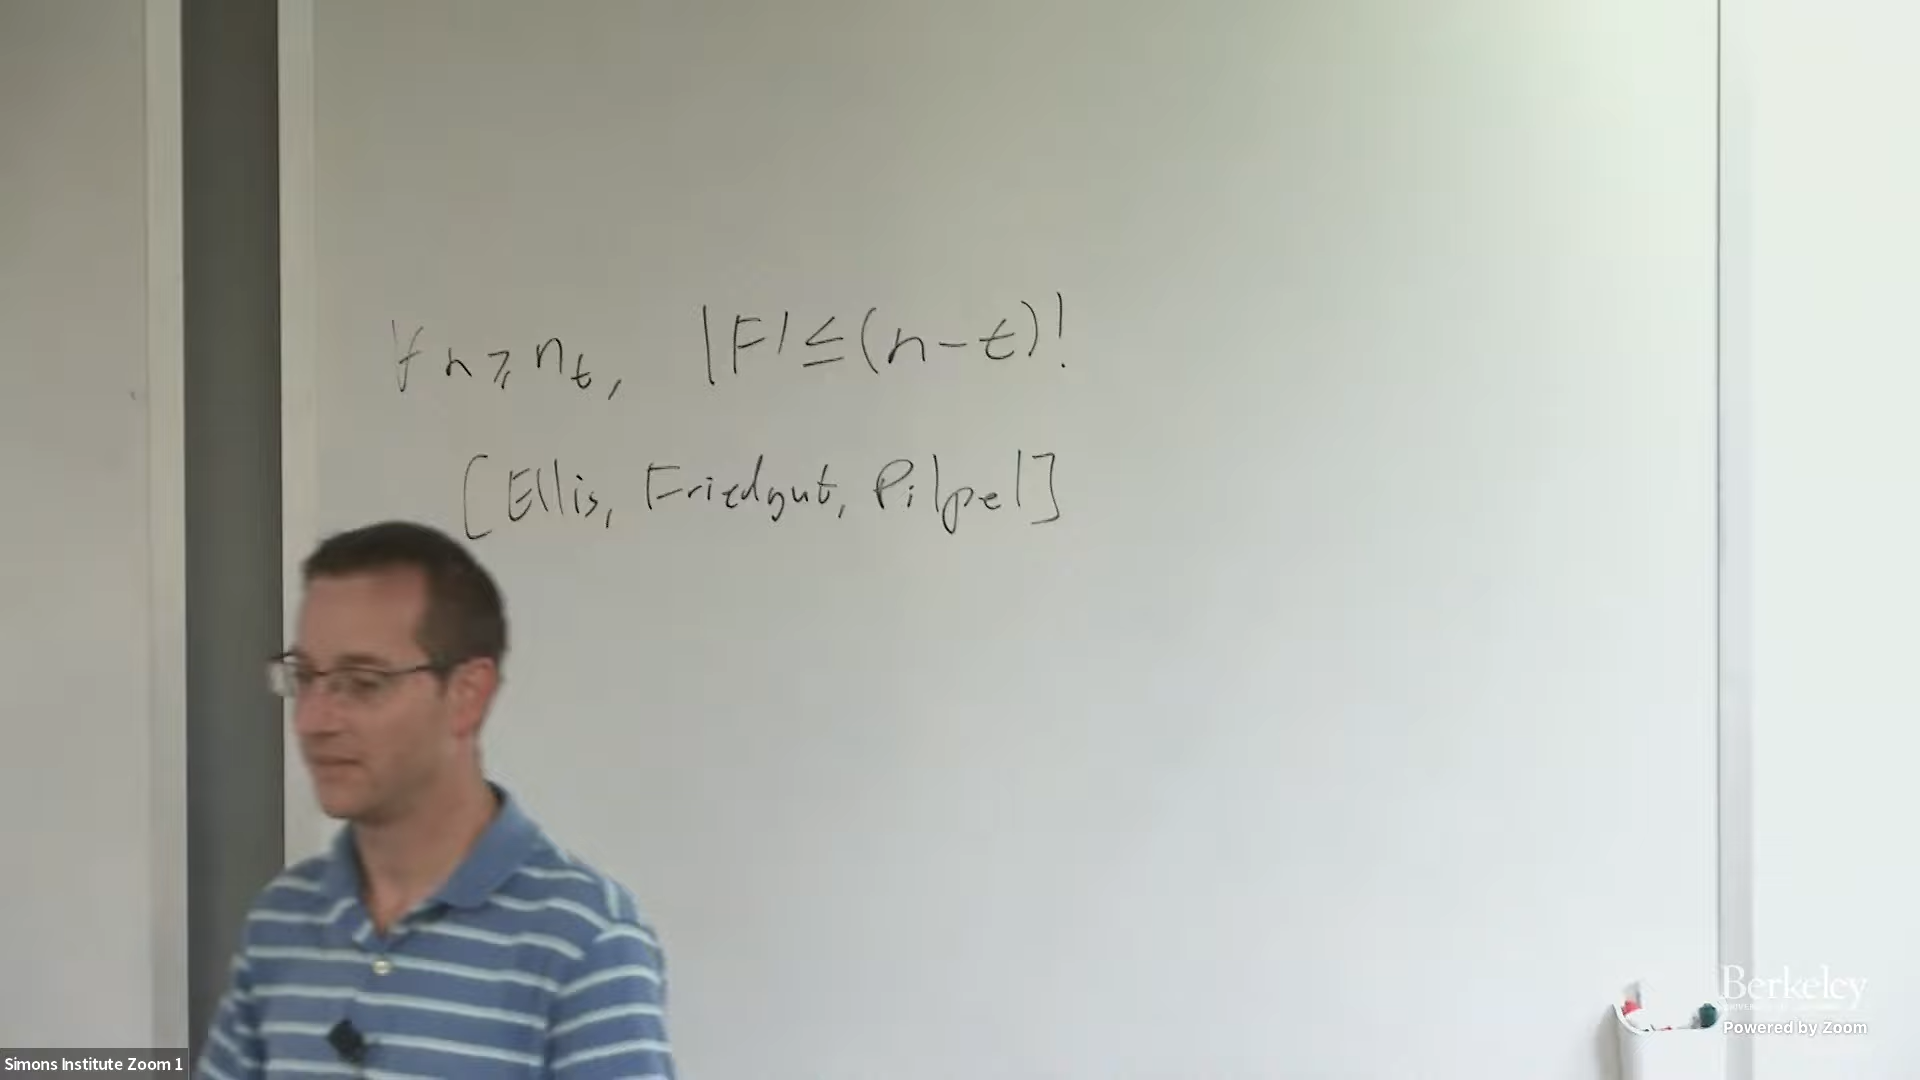 ∀ n ≥ n_t, |F| ≤ (n-t)!
[Ellis, Friedgut, Pilpel]
Berkeley
Powered by Zoom
Simons Institute Zoom 1